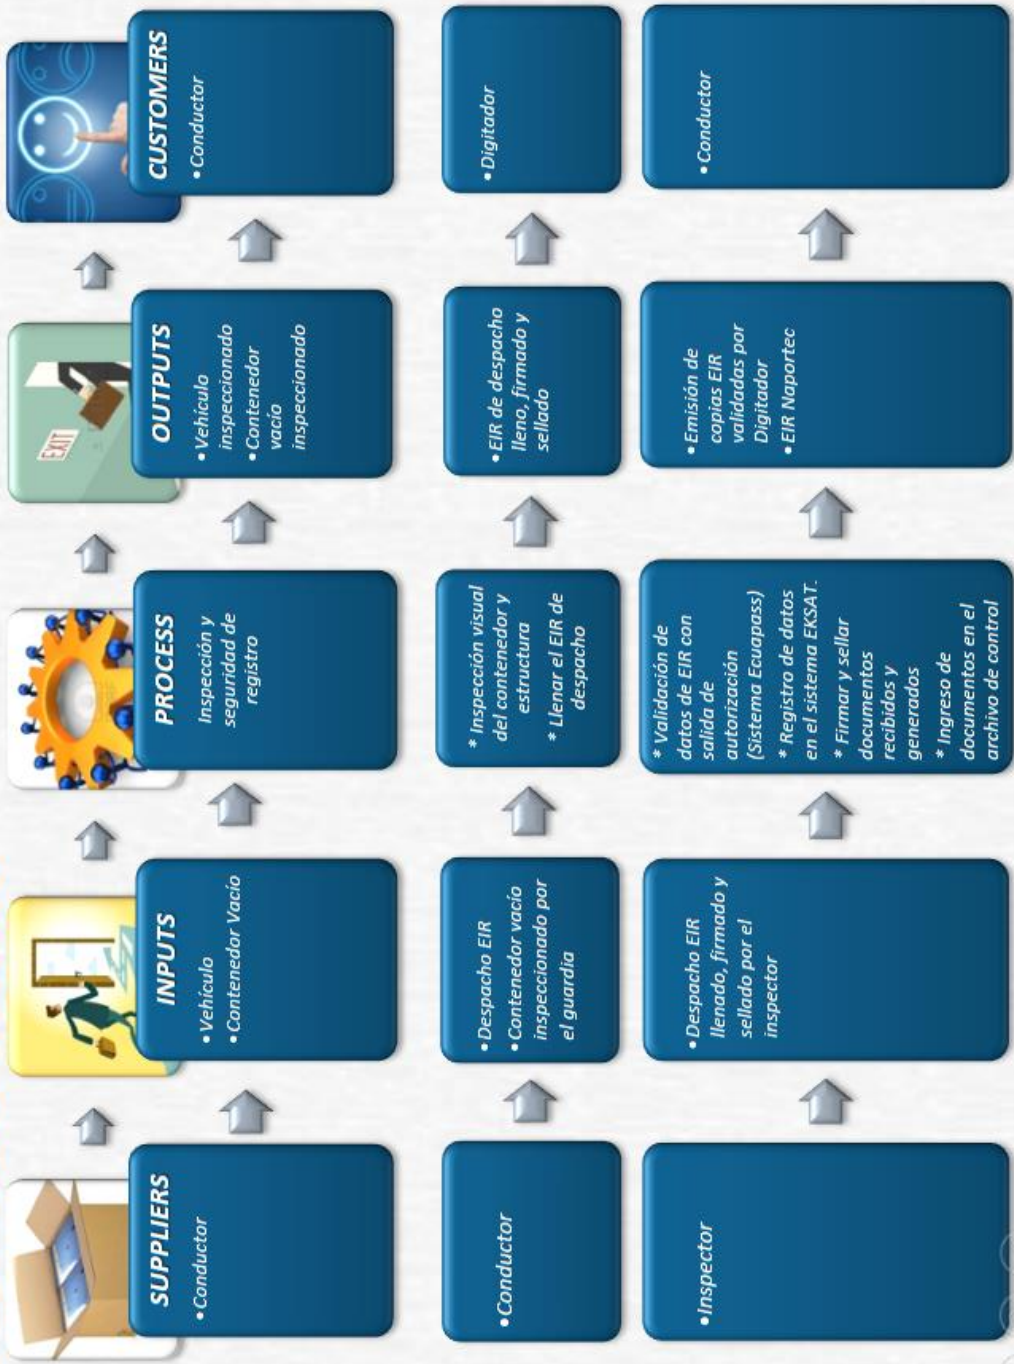 SUPPLIERS
•Conductor
INPUTS
•Vehículo
•Contenedor Vacio
PROCESS
Inspección y
seguridad de
registro
EXIT
OUTPUTS
•Vehículo
inspeccionado
•Contenedor
vacío
inspeccionado
CUSTOMERS
•Conductor
•Conductor
•Despacho EIR
•Contenedor vacío
inspeccionado por
el guardia
* Inspección visual
del contenedor y
estructura
* Llenar el EIR de
despacho
•EIR de despacho
lleno, firmado y
sellado
•Digitador
•Inspector
•Despacho EIR
llenado, firmado y
sellado por el
inspector
* Validación de
datos de EIR con
salida de
autorización
(Sistema Ecuapass)
* Registro de datos
en el sistema EKSAT.
* Firmar y sellar
documentos
recibidos y
generados
* Ingreso de
documentos en el
archivo de control
•Emisión de
copias EIR
validadas por
Digitador
•EIR Naportec
•Conductor